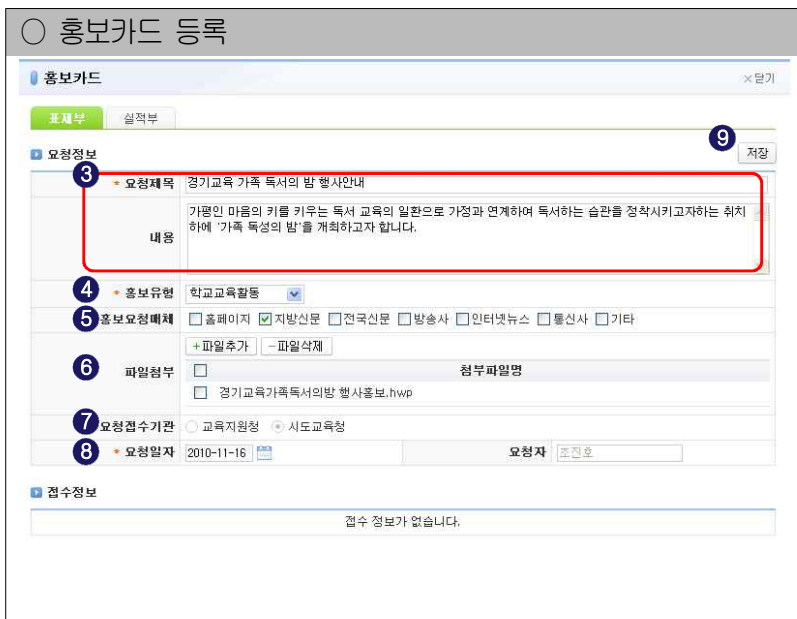 ○ 홍보카드 등록
홍보카드
×닫기
표제부 실적부
요청정보
9 저장
3 * 요청제목 경기교육 가족 독서의 밤 행사안내
내용 가평인 마음의 키를 키우는 독서 교육의 일환으로 가정과 연계하여 독서하는 습관을 정착시키고자하는 취치
하에 '가족 독성의 밤'을 개최하고자 합니다.
4 * 홍보유형 학교교육활동
5 홍보요청매체 홈페이지 지방신문 전국신문 방송사 인터넷뉴스 통신사 기타
+파일추가 -파일삭제
6 파일첨부 첨부파일명
경기교육가족독서의방 행사홍보.hwp
7 요청접수기관 교육지원청 시도교육청
8 * 요청일자 2010-11-16 요청자 조진호
접수정보
접수 정보가 없습니다.